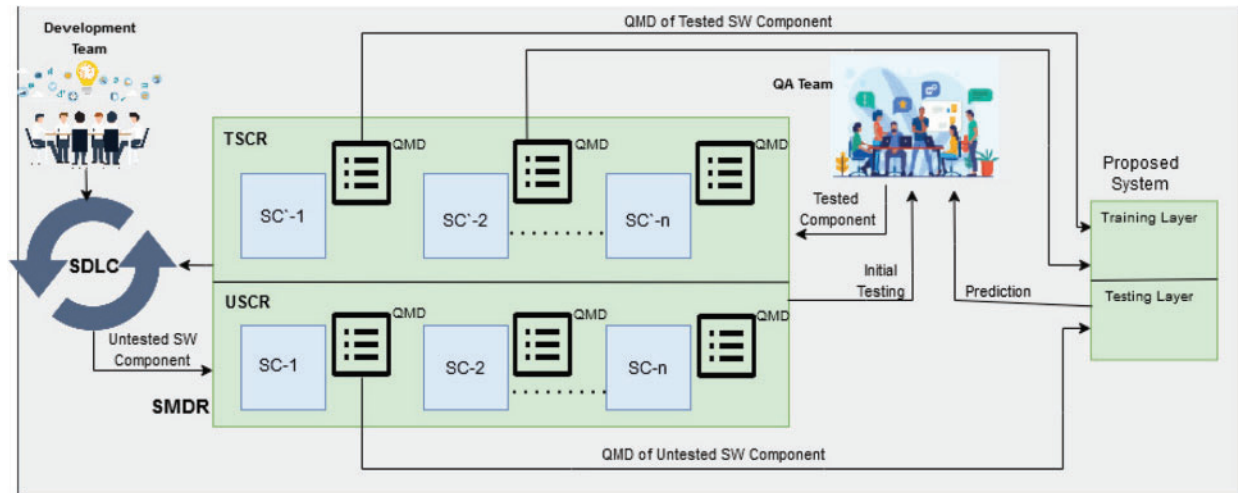 Development
Team
QMD of Tested SW Component
QA Team
TSCR
QMD
QMD
QMD
SC`-1
SC`-2
SC`-n
Proposed
System
Training Layer
Testing Layer
Tested
Component
SDLC
Initial
Testing
Prediction
USCR
QMD
QMD
QMD
SC-1
SC-2
SC-n
Untested SW
Component
SMDR
QMD of Untested SW Component